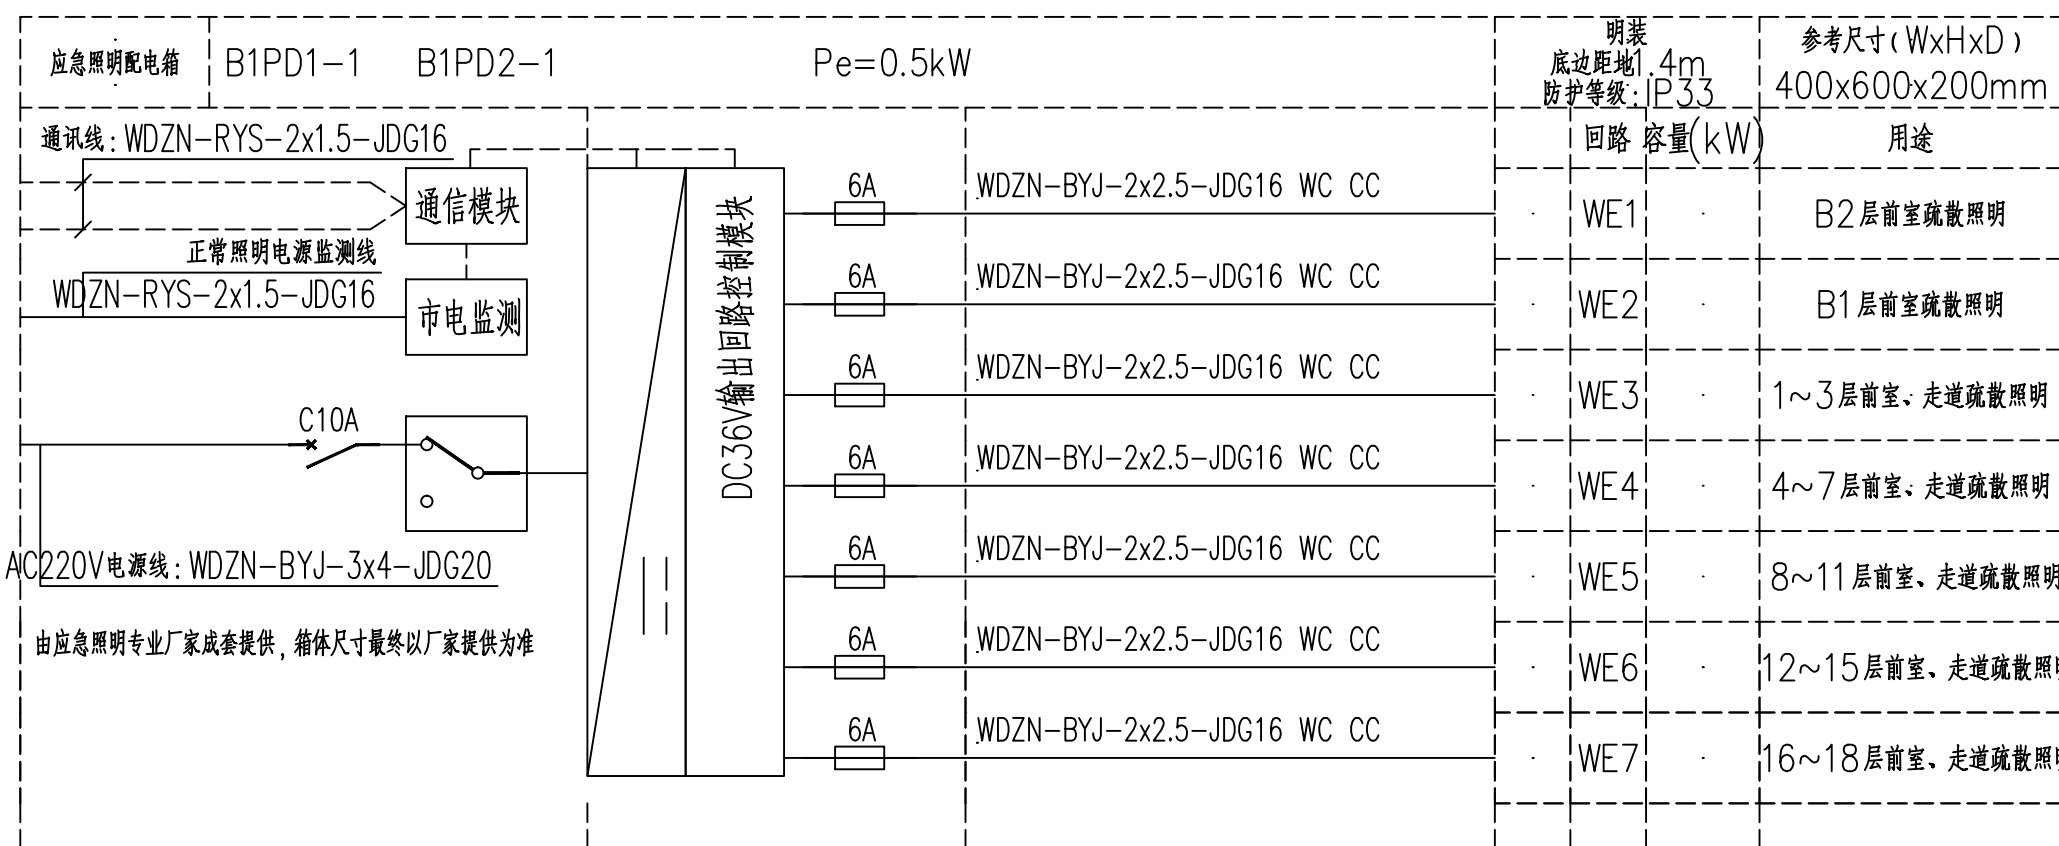 应急照明配电箱 B1PD1-1 B1PD2-1 Pe=0.5kW
明装
底边距地1.4m
防护等级:IP33
参考尺寸(WxHxD)
400x600x200mm
回路 容量(kW) 用途
通讯线:WDZN-RYS-2x1.5-JDG16
通信模块
正常照明电源监测线
WDZN-RYS-2x1.5-JDG16
市电监测
C10A
AC220V电源线:WDZN-BYJ-3x4-JDG20
由应急照明专业厂家成套提供,箱体尺寸最终以厂家提供为准
DC36V输出回路控制模块
6A WDZN-BYJ-2x2.5-JDG16 WC CC WE1 B2层前室疏散照明
6A WDZN-BYJ-2x2.5-JDG16 WC CC WE2 B1层前室疏散照明
6A WDZN-BYJ-2x2.5-JDG16 WC CC WE3 1~3层前室、走道疏散照明
6A WDZN-BYJ-2x2.5-JDG16 WC CC WE4 4~7层前室、走道疏散照明
6A WDZN-BYJ-2x2.5-JDG16 WC CC WE5 8~11层前室、走道疏散照明
6A WDZN-BYJ-2x2.5-JDG16 WC CC WE6 12~15层前室、走道疏散照明
6A WDZN-BYJ-2x2.5-JDG16 WC CC WE7 16~18层前室、走道疏散照明